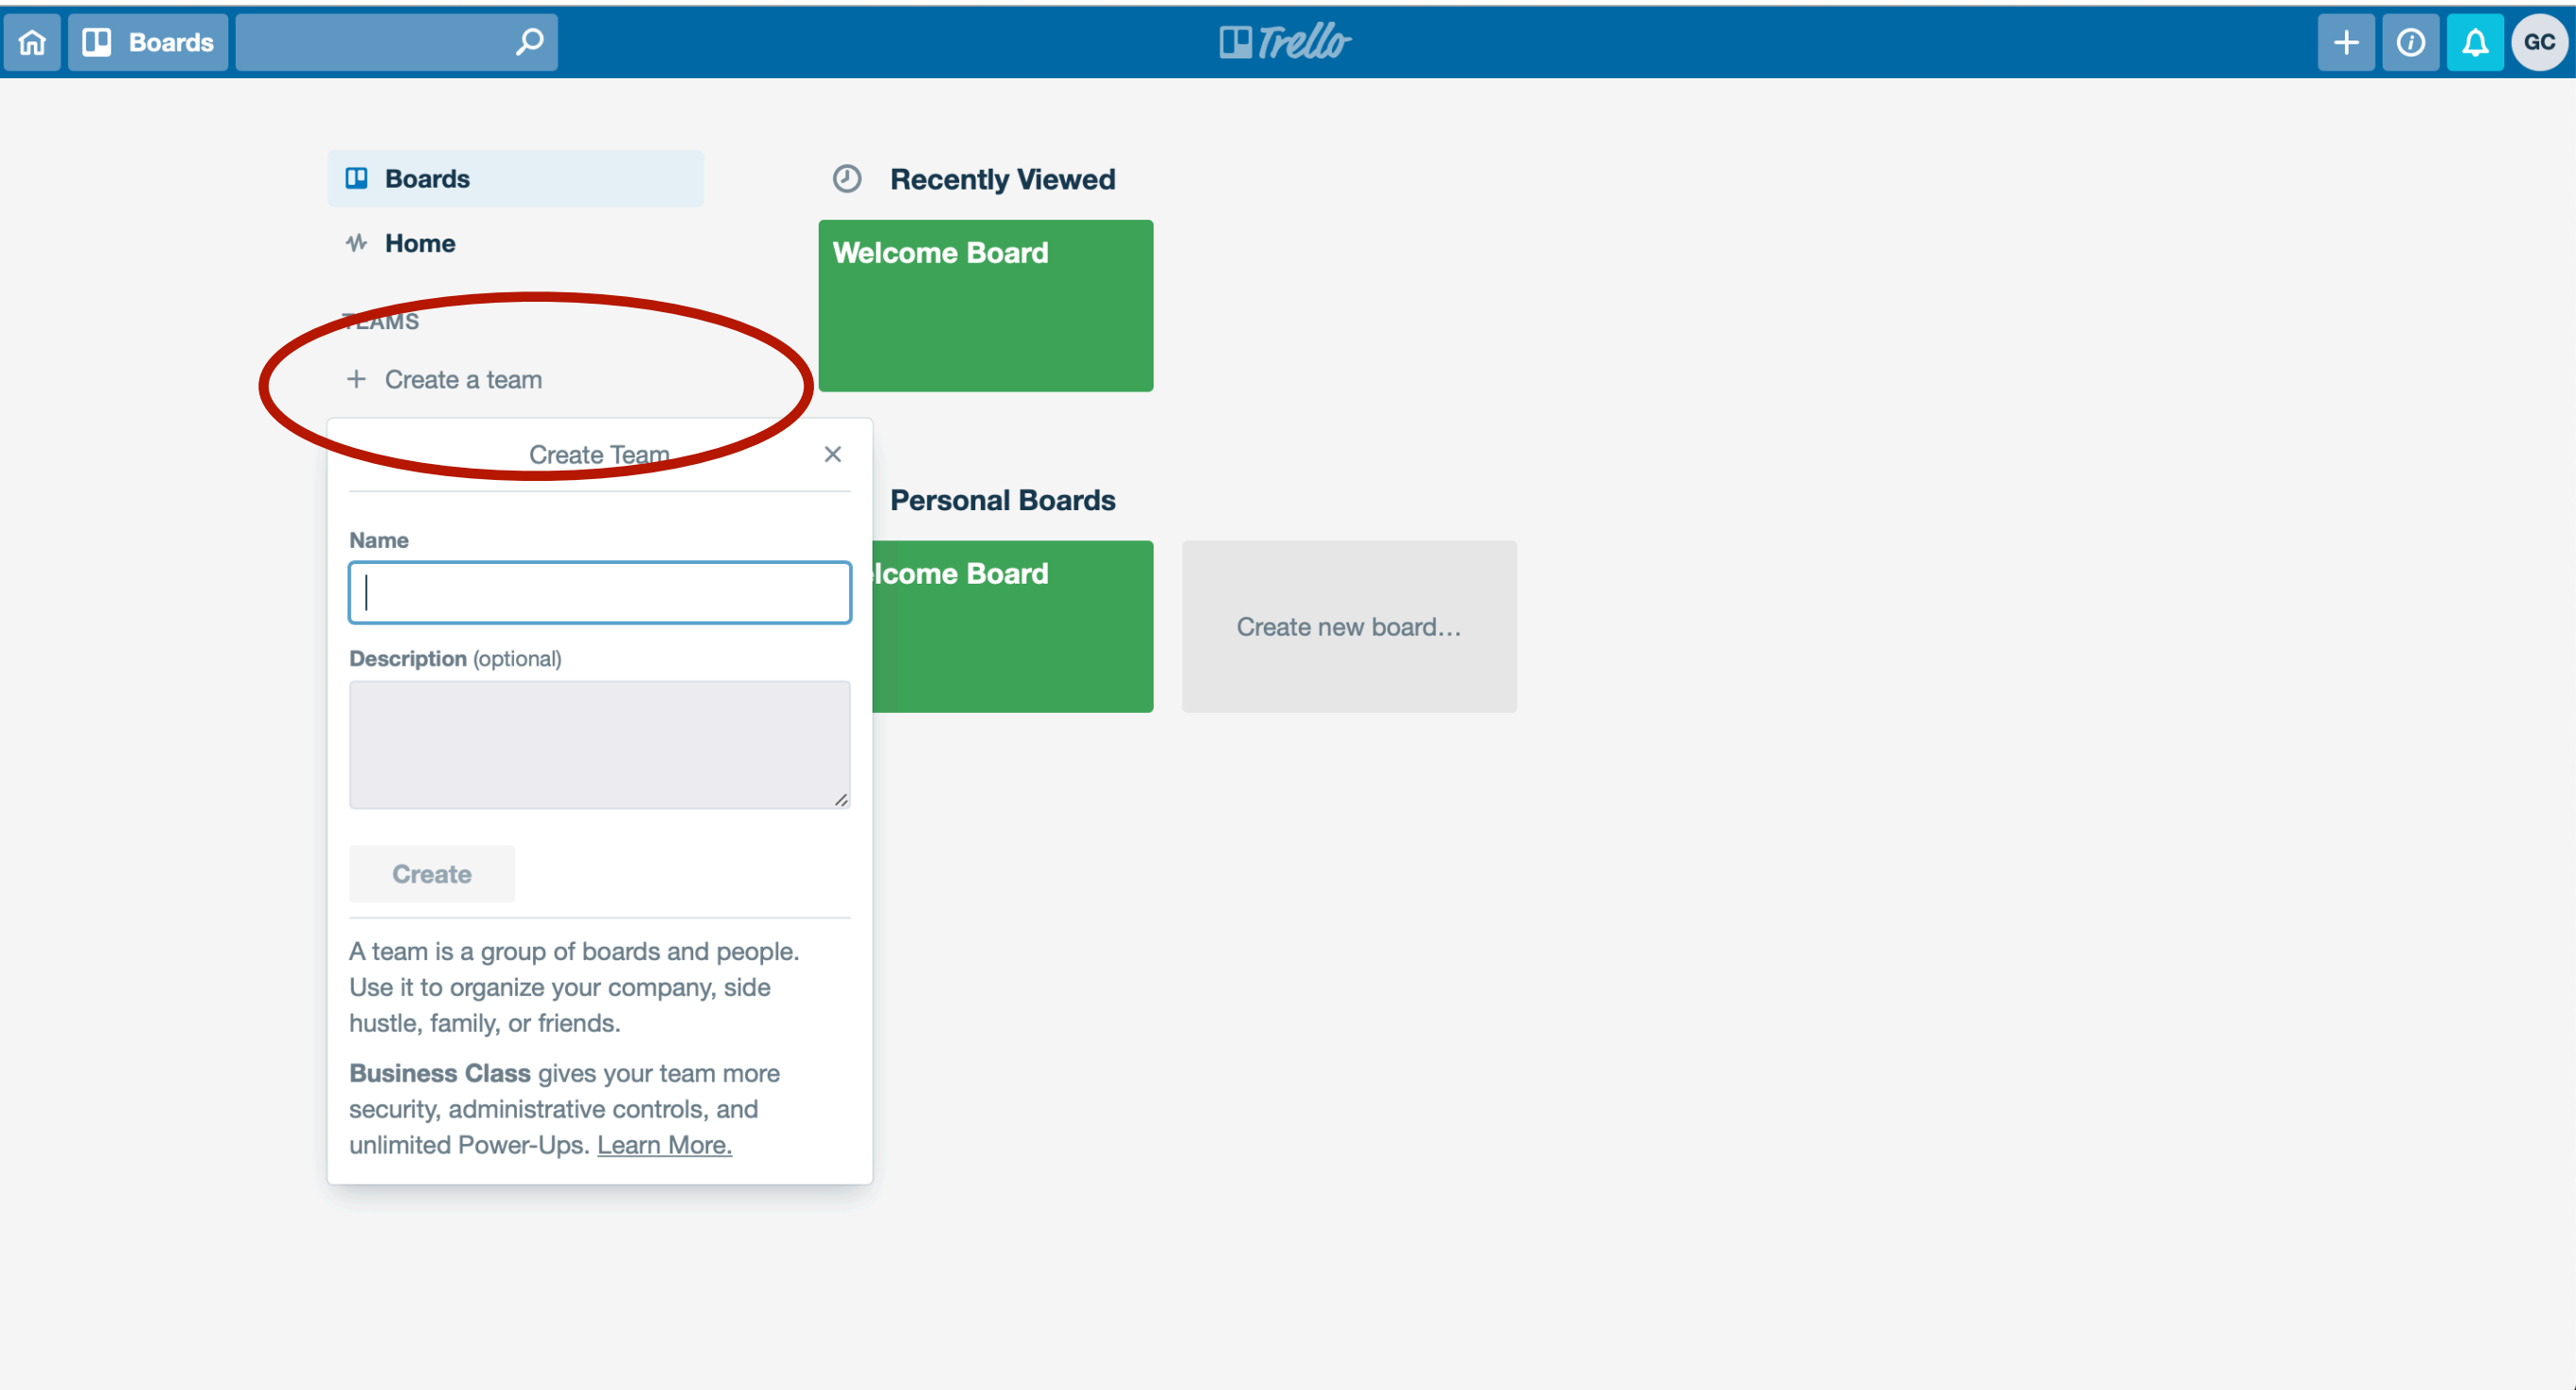 Boards
Trello
GC
Boards
Home
TEAMS
+ Create a team
Create Team
Name
Description (optional)
Create
A team is a group of boards and people.
Use it to organize your company, side
hustle, family, or friends.
Business Class gives your team more
security, administrative controls, and
unlimited Power-Ups. Learn More.
Recently Viewed
Welcome Board
Personal Boards
lcome Board
Create new board...